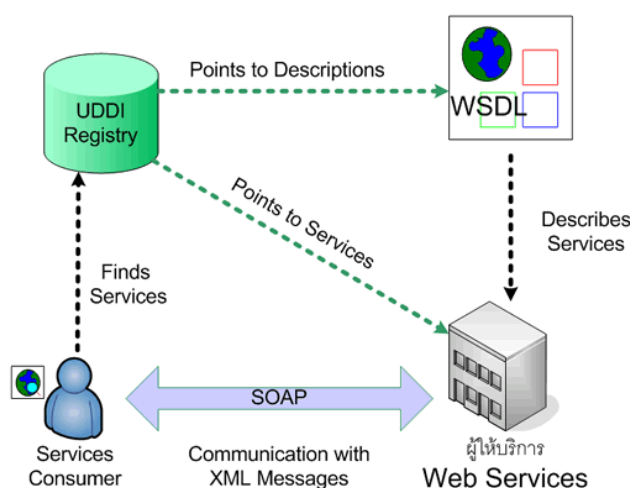 Points to Descriptions
UDDI
Registry
WSDL
Points to Services
Describes
Services
Finds
Services
SOAP
Services
Consumer
Communication with
XML Messages
ผู้ให้บริการ
Web Services